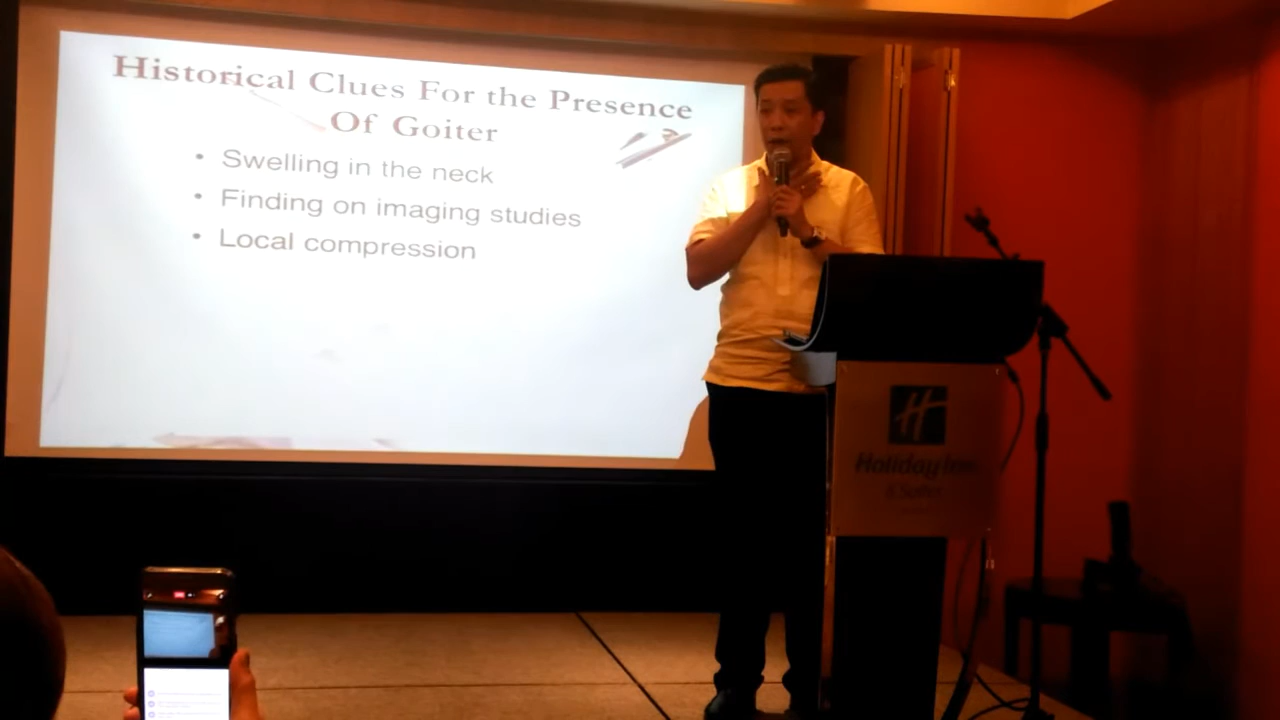 Historical Clues For the Presence
Of Goiter
• Swelling in the neck
• Finding on imaging studies
• Local compression
H
Holiday Inn
& Suites